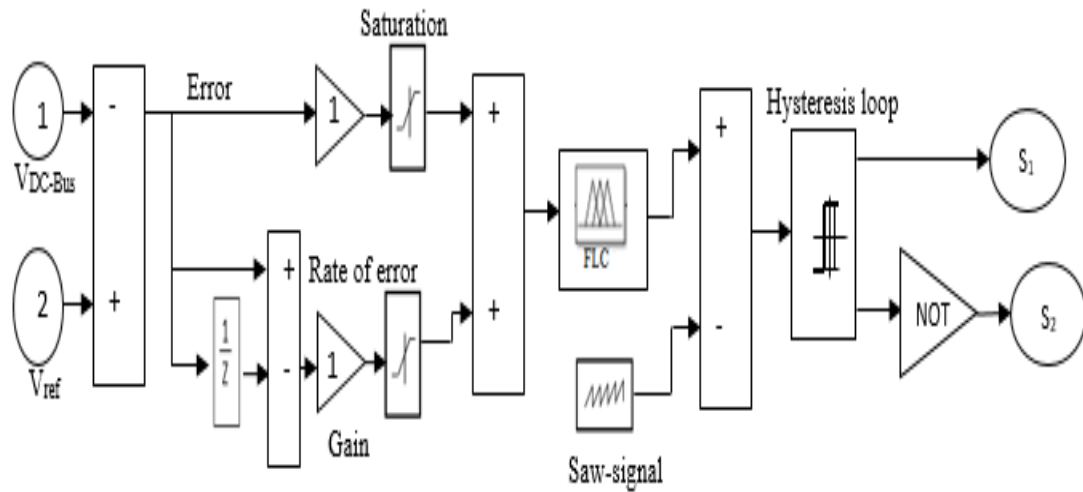 Saturation
Error
Hysteresis loop
-
1
1
+
+
V_DC-Bus
S₁
FLC
Rate of error
+
+
2
+
1
Z
-
1
-
NOT
S₂
V_ref
Gain
Saw-signal